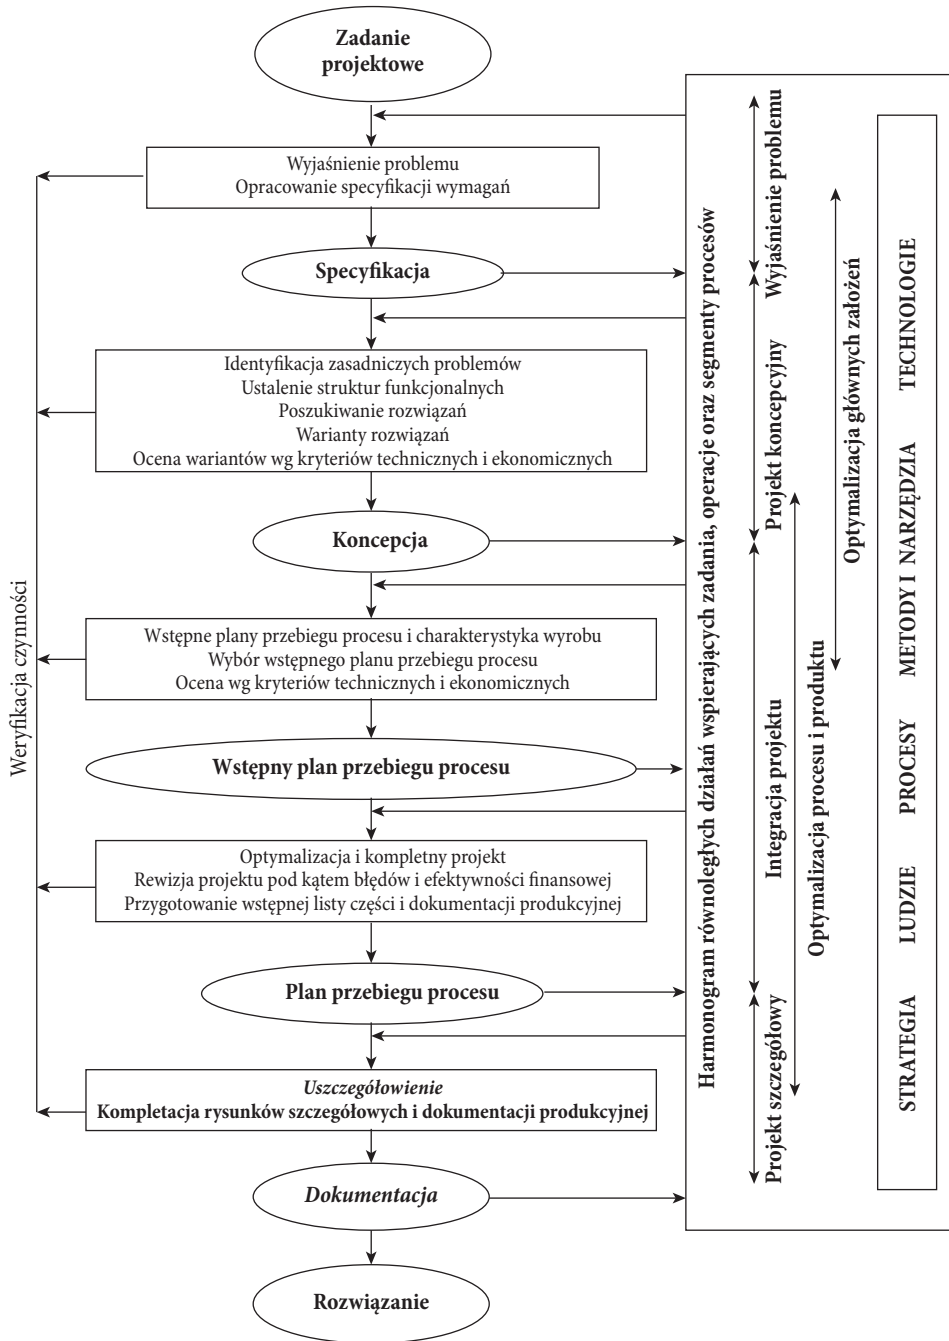 Zadanie
projektowe
Wyjaśnienie problemu
Opracowanie specyfikacji wymagań
Specyfikacja
Identyfikacja zasadniczych problemów
Ustalenie struktur funkcjonalnych
Poszukiwanie rozwiązań
Warianty rozwiązań
Ocena wariantów wg kryteriów technicznych i ekonomicznych
Koncepcja
Wstępne plany przebiegu procesu i charakterystyka wyrobu
Wybór wstępnego planu przebiegu procesu
Ocena wg kryteriów technicznych i ekonomicznych
Wstępny plan przebiegu procesu
Optymalizacja i kompletny projekt
Rewizja projektu pod kątem błędów i efektywności finansowej
Przygotowanie wstępnej listy części i dokumentacji produkcyjnej
Plan przebiegu procesu
Uszczegółowienie
Kompletacja rysunków szczegółowych i dokumentacji produkcyjnej
Dokumentacja
Rozwiązanie
Weryfikacja czynności
Harmonogram równoległych działań wspierających zadania, operacje oraz segmenty procesów
Wyjaśnienie problemu
Projekt koncepcyjny
Integracja projektu
Projekt szczegółowy
Optymalizacja procesu i produktu
Optymalizacja głównych założeń
STRATEGIA LUDZIE PROCESY METODY I NARZĘDZIA TECHNOLOGIE